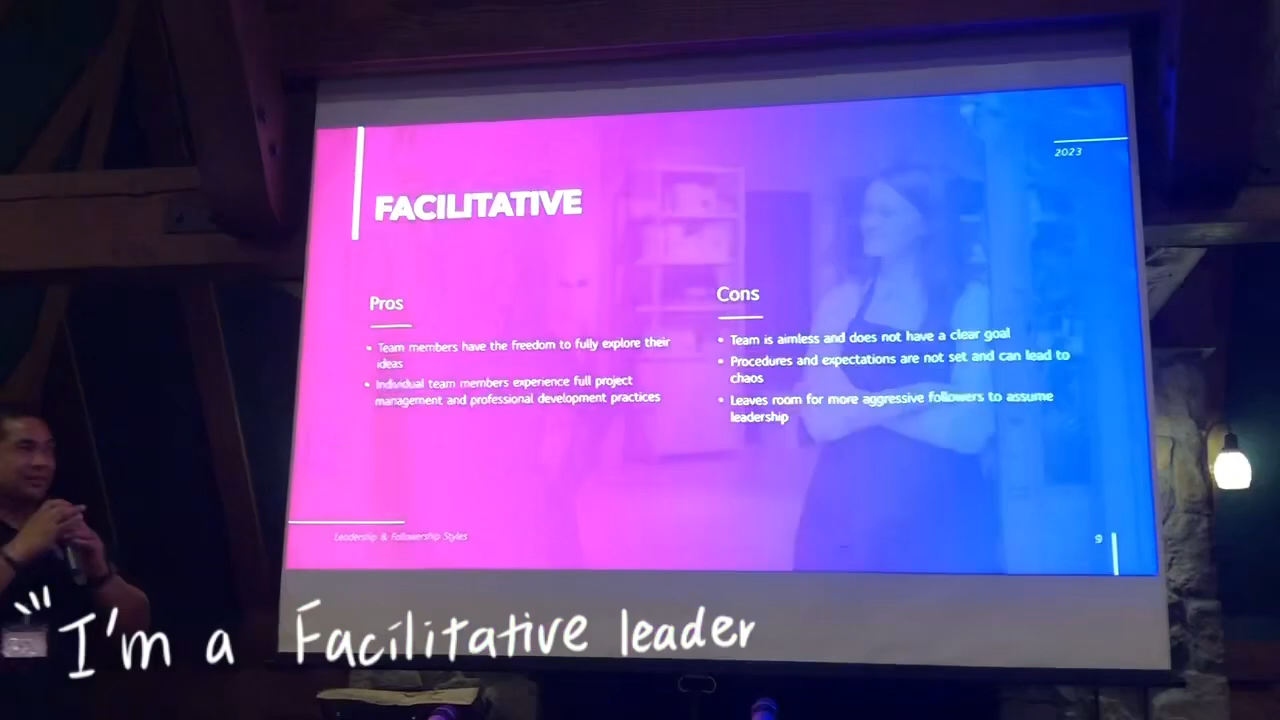 2023
FACILITATIVE
Pros
• Team members have the freedom to fully explore their
ideas
• Individual team members experience full project
management and professional development practices
Cons
• Team is aimless and does not have a clear goal
• Procedures and expectations are not set and can lead to
chaos
• Leaves room for more aggressive followers to assume
leadership
Leadership & Followership Styles
9
I'm a Facilitative leader